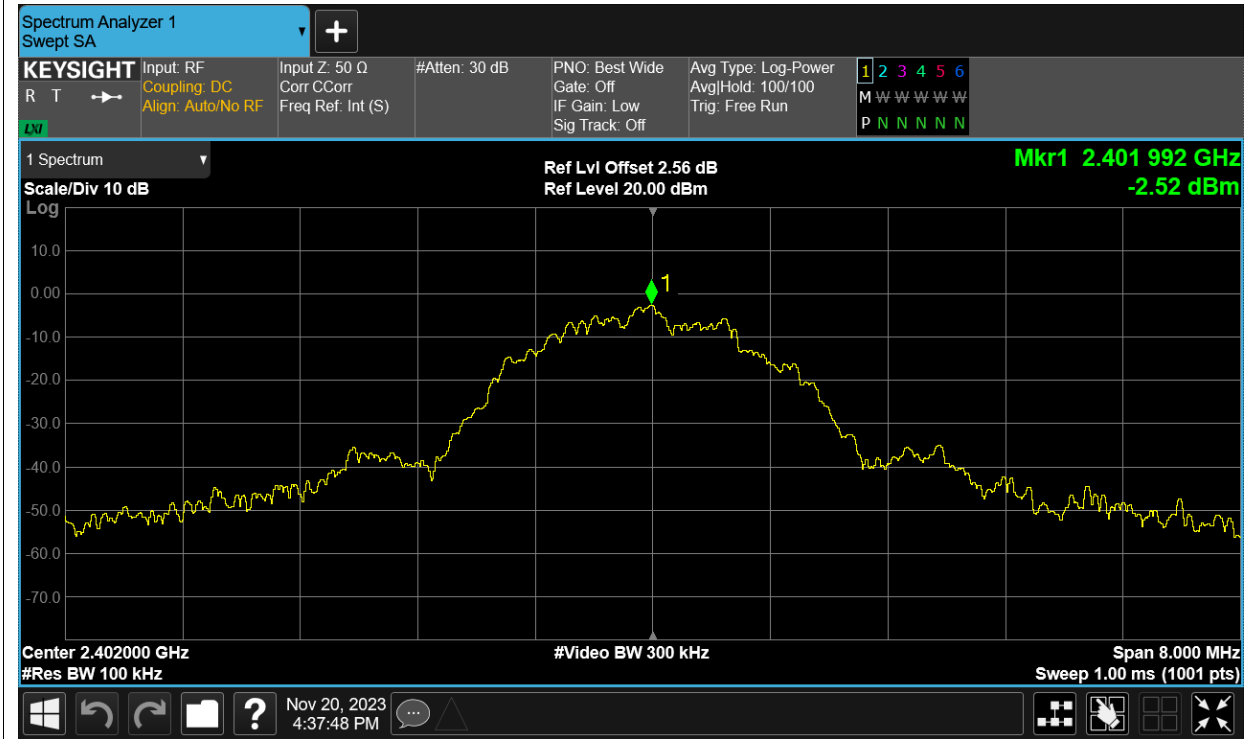 Spectrum Analyzer 1
Swept SA
+
KEYSIGHT
R T
LXI
Input: RF
Coupling: DC
Align: Auto/No RF
Input Z: 50 Ω
Corr CCorr
Freq Ref: Int (S)
#Atten: 30 dB
PNO: Best Wide
Gate: Off
IF Gain: Low
Sig Track: Off
Avg Type: Log-Power
Avg|Hold: 100/100
Trig: Free Run
1 2 3 4 5 6
M W W W W W
P N N N N N
1 Spectrum
Scale/Div 10 dB
Log
Ref Lvl Offset 2.56 dB
Ref Level 20.00 dBm
Mkr1 2.401 992 GHz
-2.52 dBm
10.0
0.00
-10.0
-20.0
-30.0
-40.0
-50.0
-60.0
-70.0
1
Center 2.402000 GHz
#Res BW 100 kHz
#Video BW 300 kHz
Span 8.000 MHz
Sweep 1.00 ms (1001 pts)
?
Nov 20, 2023
4:37:48 PM